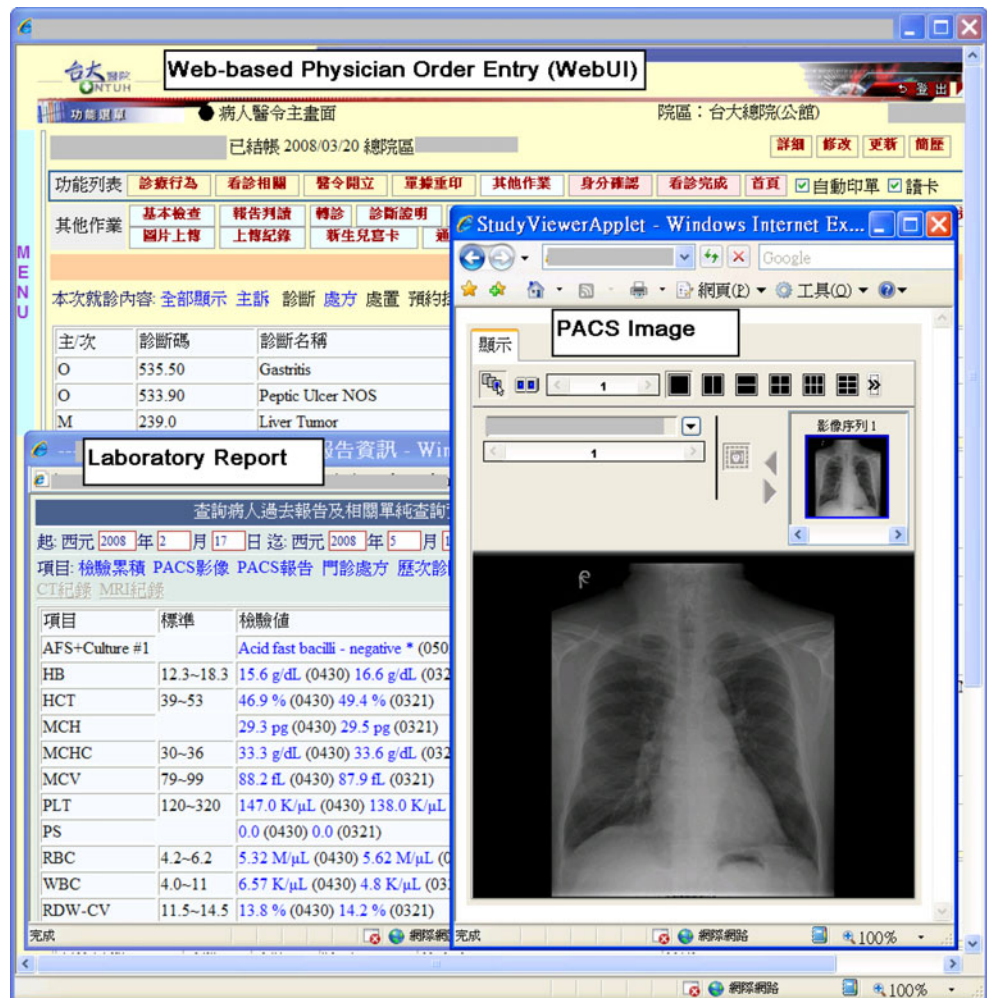 台大醫院
NTUH
Web-based Physician Order Entry (WebUI)
登出
功能選單
病人醫令主畫面
院區：台大總院(公館)
已結帳 2008/03/20 總院區
詳細 修改 更新 簡歷
功能列表 診療行為 看診相關 醫令開立 單據重印 其他作業 身分確認 看診完成 首頁 自動印單 讀卡
其他作業 基本檢查 報告判讀 轉診 診斷證明
圖片上傳 上傳紀錄 新生兒寫卡 通
MENU
本次就診內容: 全部顯示 主訴 診斷 處方 處置 預約掛
主/次 診斷碼 診斷名稱
O 535.50 Gastritis
O 533.90 Peptic Ulcer NOS
M 239.0 Liver Tumor
Laboratory Report
報告資訊 - Win
查詢病人過去報告及相關單純查詢
起: 西元 2008 年 2 月 17 日 迄: 西元 2008 年 5 月 1
項目: 檢驗累積 PACS影像 PACS報告 門診處方 歷次診
CT紀錄 MRI紀錄
項目 標準 檢驗值
AFS+Culture #1 Acid fast bacilli - negative * (050
HB 12.3~18.3 15.6 g/dL (0430) 16.6 g/dL (032
HCT 39~53 46.9 % (0430) 49.4 % (0321)
MCH 29.3 pg (0430) 29.5 pg (0321)
MCHC 30~36 33.3 g/dL (0430) 33.6 g/dL (032
MCV 79~99 88.2 fL (0430) 87.9 fL (0321)
PLT 120~320 147.0 K/μL (0430) 138.0 K/μL
PS 0.0 (0430) 0.0 (0321)
RBC 4.2~6.2 5.32 M/μL (0430) 5.62 M/μL (0
WBC 4.0~11 6.57 K/μL (0430) 4.8 K/μL (03
RDW-CV 11.5~14.5 13.8 % (0430) 14.2 % (0321)
完成 網際網
StudyViewerApplet - Windows Internet Ex...
Google
網頁(P) 工具(O)
PACS Image
顯示
1
影像序列 1
1
完成 網際網路 100%
網際網路 100%